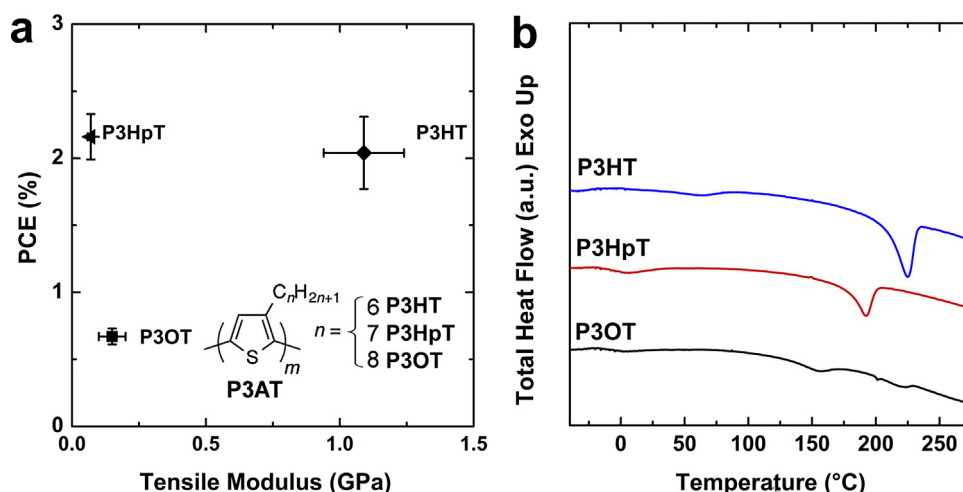 a
3
2
1
0
0.0
0.5
1.0
1.5
PCE (%)
Tensile Modulus (GPa)
P3HpT
P3HT
P3OT
CnH2n+1
S
m
P3AT
n =
6 P3HT
7 P3HpT
8 P3OT
b
Total Heat Flow (a.u.) Exo Up
P3HT
P3HpT
P3OT
0
50
100
150
200
250
Temperature (°C)